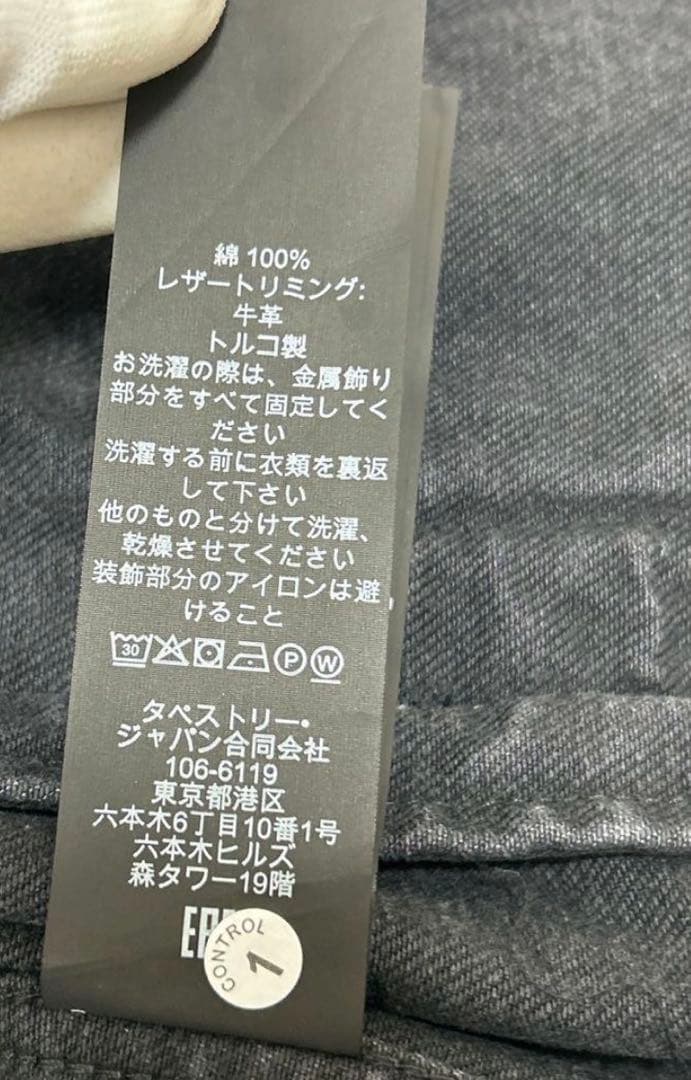 綿 100%
レザートリミング:
牛革
トルコ製
お洗濯の際は、金属飾り
部分をすべて固定してく
ださい
洗濯する前に衣類を裏返
して下さい
他のものと分けて洗濯、
乾燥させてください
装飾部分のアイロンは避
けること
30
P W
タペストリー・
ジャパン合同会社
106-6119
東京都港区
六本木6丁目10番1号
六本木ヒルズ
森タワー19階
CONTROL
1